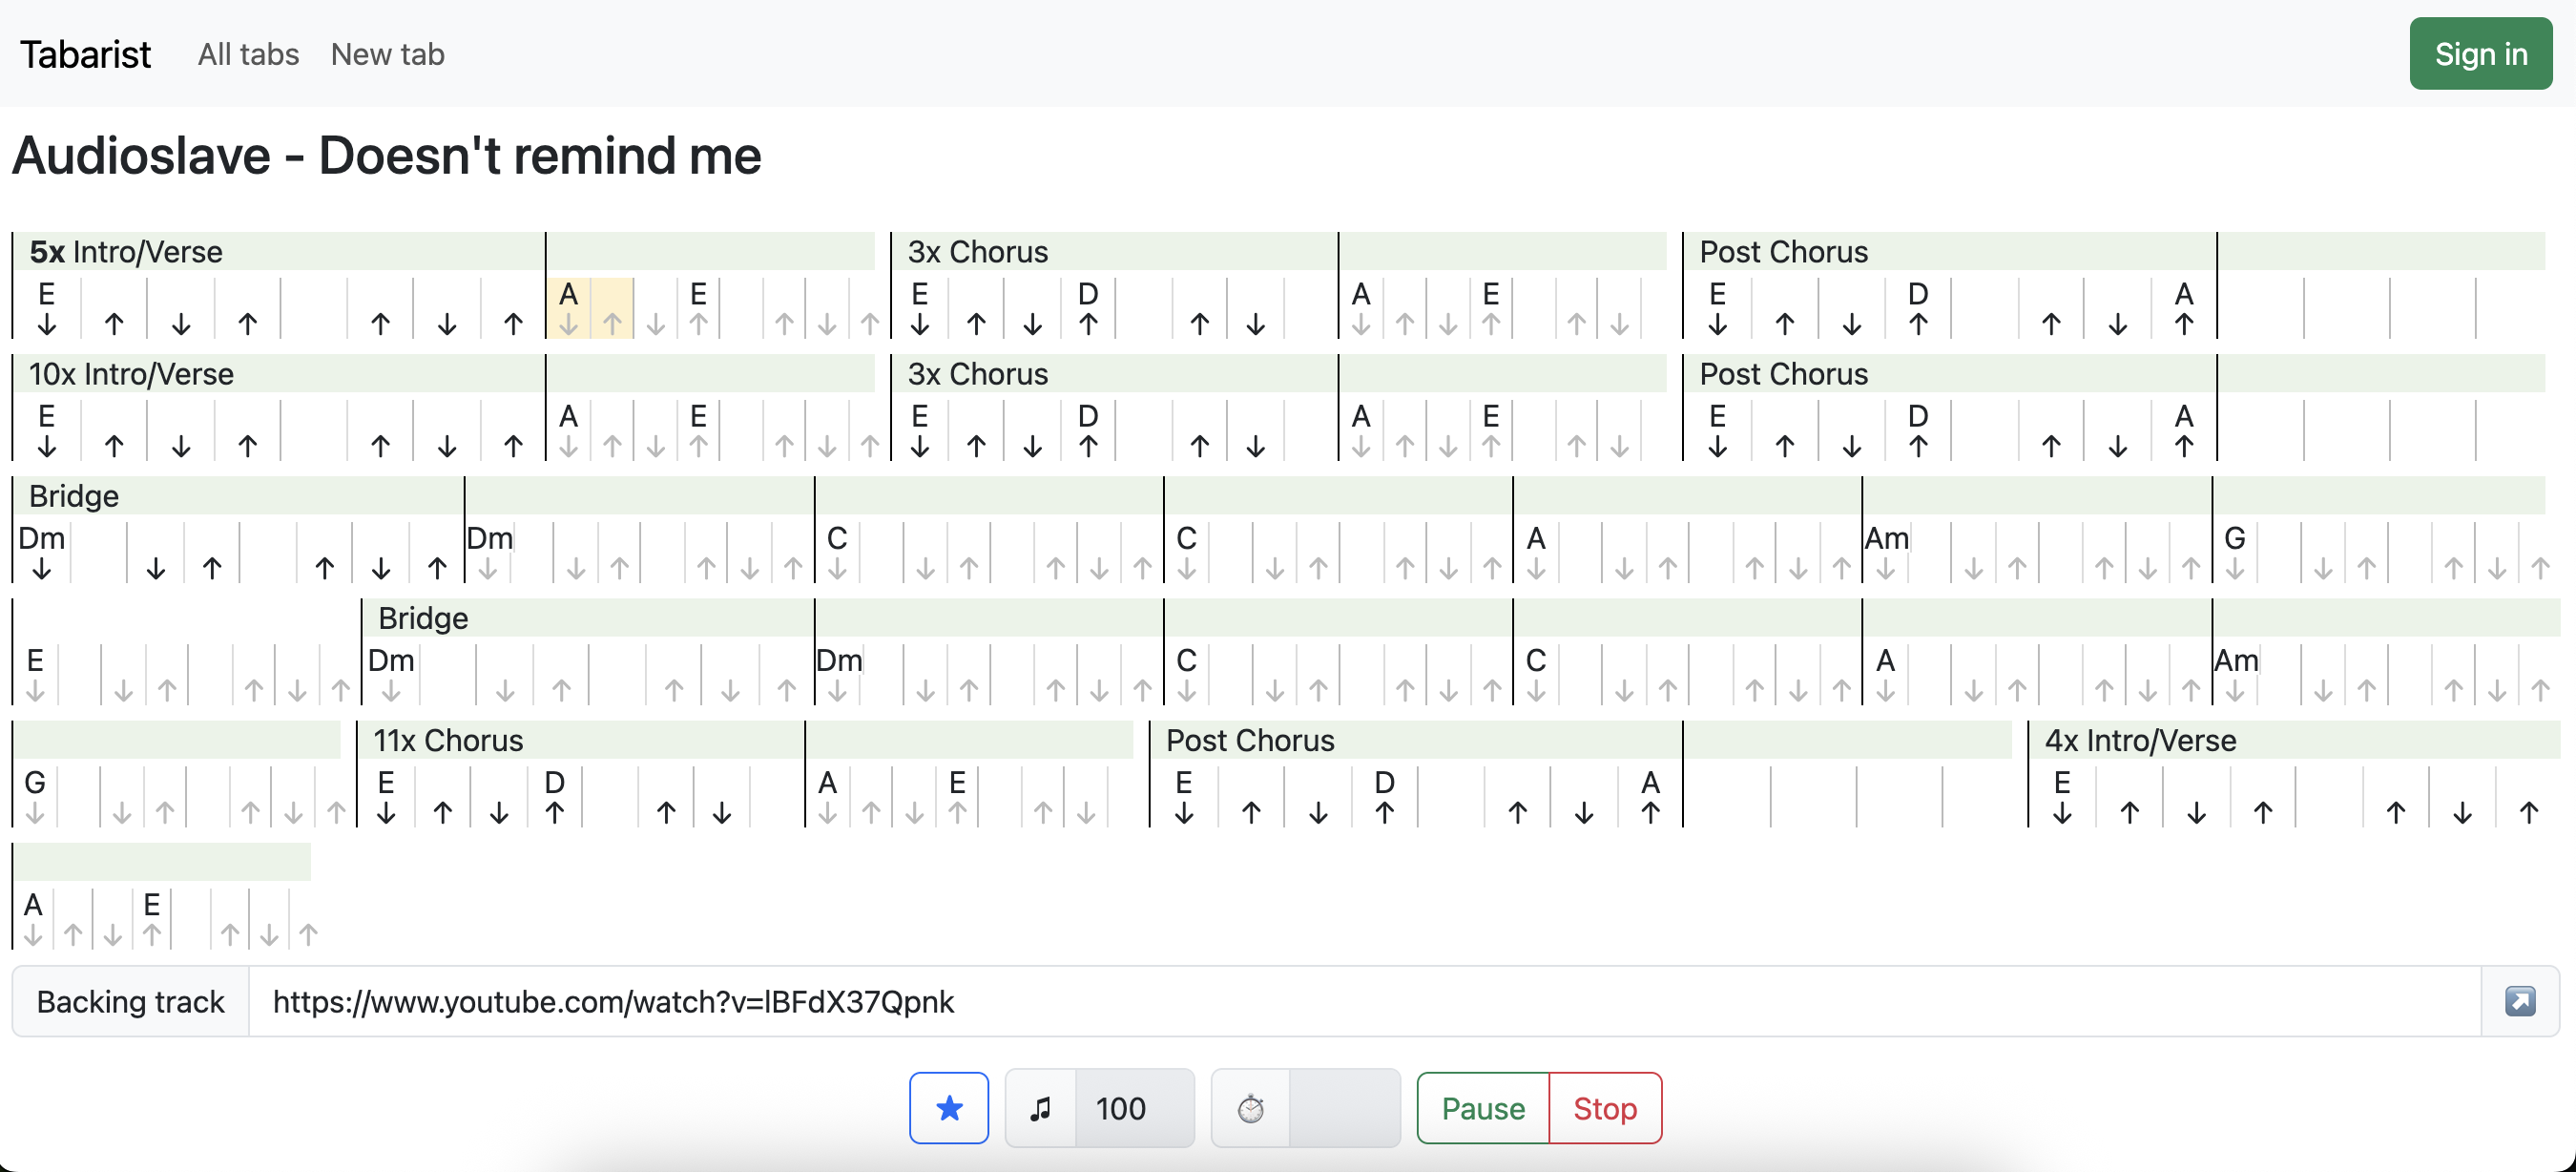 Tabarist All tabs New tab Sign in
Audioslave - Doesn't remind me
5x Intro/Verse 3x Chorus Post Chorus
E A E E D A E E D A
↓ ↑ ↓ ↑ ↑ ↓ ↑ ↓ ↑ ↓ ↑ ↑ ↓ ↑ ↓ ↑ ↓ ↑ ↑ ↓ ↓ ↑ ↓ ↑ ↑ ↓ ↓ ↑ ↓ ↑ ↑ ↓ ↑
10x Intro/Verse 3x Chorus Post Chorus
E A E E D A E E D A
↓ ↑ ↓ ↑ ↑ ↓ ↑ ↓ ↑ ↓ ↑ ↑ ↓ ↑ ↓ ↑ ↓ ↑ ↑ ↓ ↓ ↑ ↓ ↑ ↑ ↓ ↓ ↑ ↓ ↑ ↑ ↓ ↑
Bridge
Dm Dm C C A Am G
↓ ↓ ↑ ↑ ↓ ↑ ↓ ↓ ↑ ↑ ↓ ↑ ↓ ↓ ↑ ↑ ↓ ↑ ↓ ↓ ↑ ↑ ↓ ↑ ↓ ↓ ↑ ↑ ↓ ↑ ↓ ↓ ↑ ↑ ↓ ↑ ↓ ↓ ↑ ↑ ↓ ↑
Bridge
E Dm Dm C C A Am
↓ ↓ ↑ ↑ ↓ ↑ ↓ ↓ ↑ ↑ ↓ ↑ ↓ ↓ ↑ ↑ ↓ ↑ ↓ ↓ ↑ ↑ ↓ ↑ ↓ ↓ ↑ ↑ ↓ ↑ ↓ ↓ ↑ ↑ ↓ ↑ ↓ ↓ ↑ ↑ ↓ ↑
11x Chorus Post Chorus 4x Intro/Verse
G E D A E E D A E
↓ ↓ ↑ ↑ ↓ ↑ ↓ ↑ ↓ ↑ ↑ ↓ ↓ ↑ ↓ ↑ ↑ ↓ ↓ ↑ ↓ ↑ ↑ ↓ ↑ ↓ ↑ ↓ ↑ ↑ ↓ ↑
A E
↓ ↑ ↓ ↑ ↑ ↓ ↑
Backing track https://www.youtube.com/watch?v=lBFdX37Qpnk
100 Pause Stop